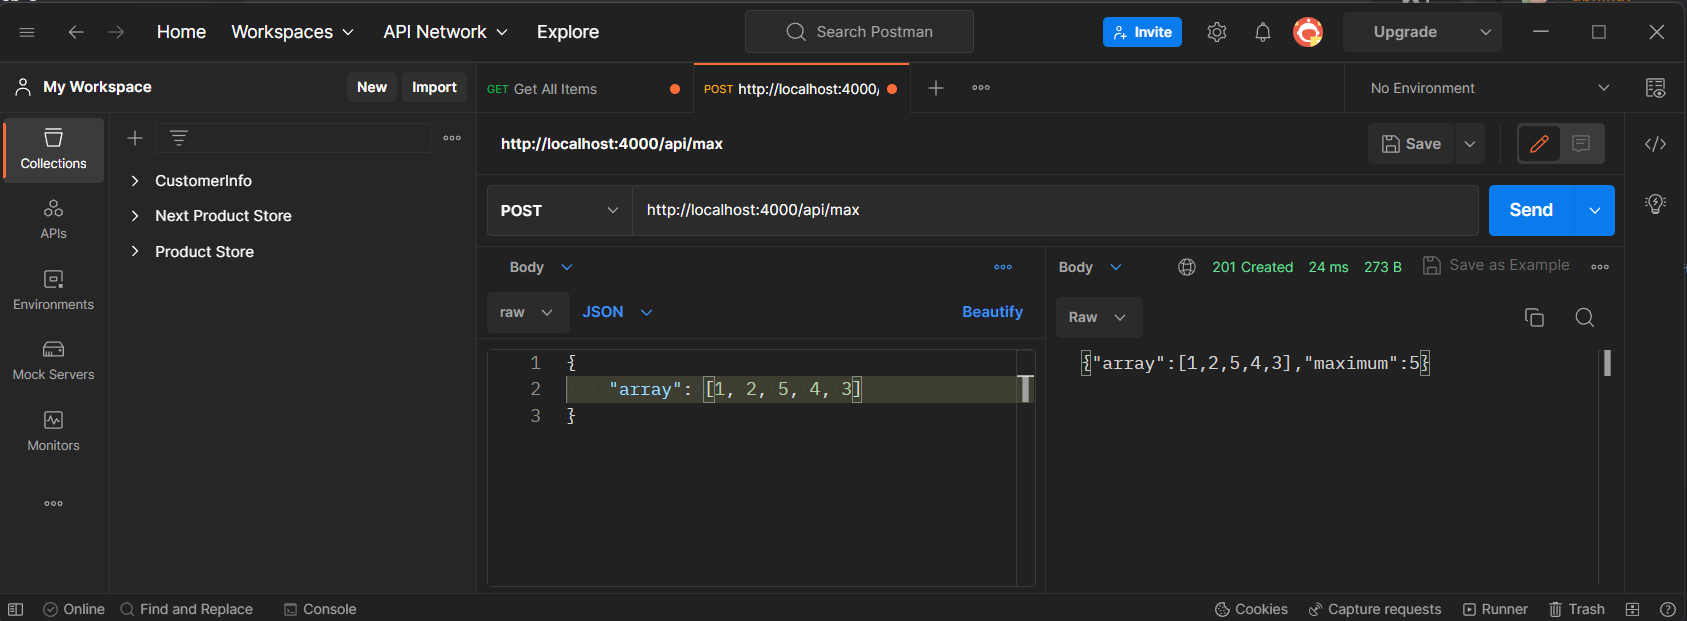 Home
Workspaces
API Network
Explore
Search Postman
Invite
Upgrade
My Workspace
New
Import
GET Get All Items
POST http://localhost:4000/
No Environment
Collections
APIs
Environments
Mock Servers
Monitors
CustomerInfo
Next Product Store
Product Store
http://localhost:4000/api/max
Save
POST
http://localhost:4000/api/max
Send
Body
raw
JSON
Beautify
1 {
2 "array": [1, 2, 5, 4, 3]
3 }
Body
201 Created 24 ms 273 B
Save as Example
Raw
{"array":[1,2,5,4,3],"maximum":5}
Online
Find and Replace
Console
Cookies
Capture requests
Runner
Trash